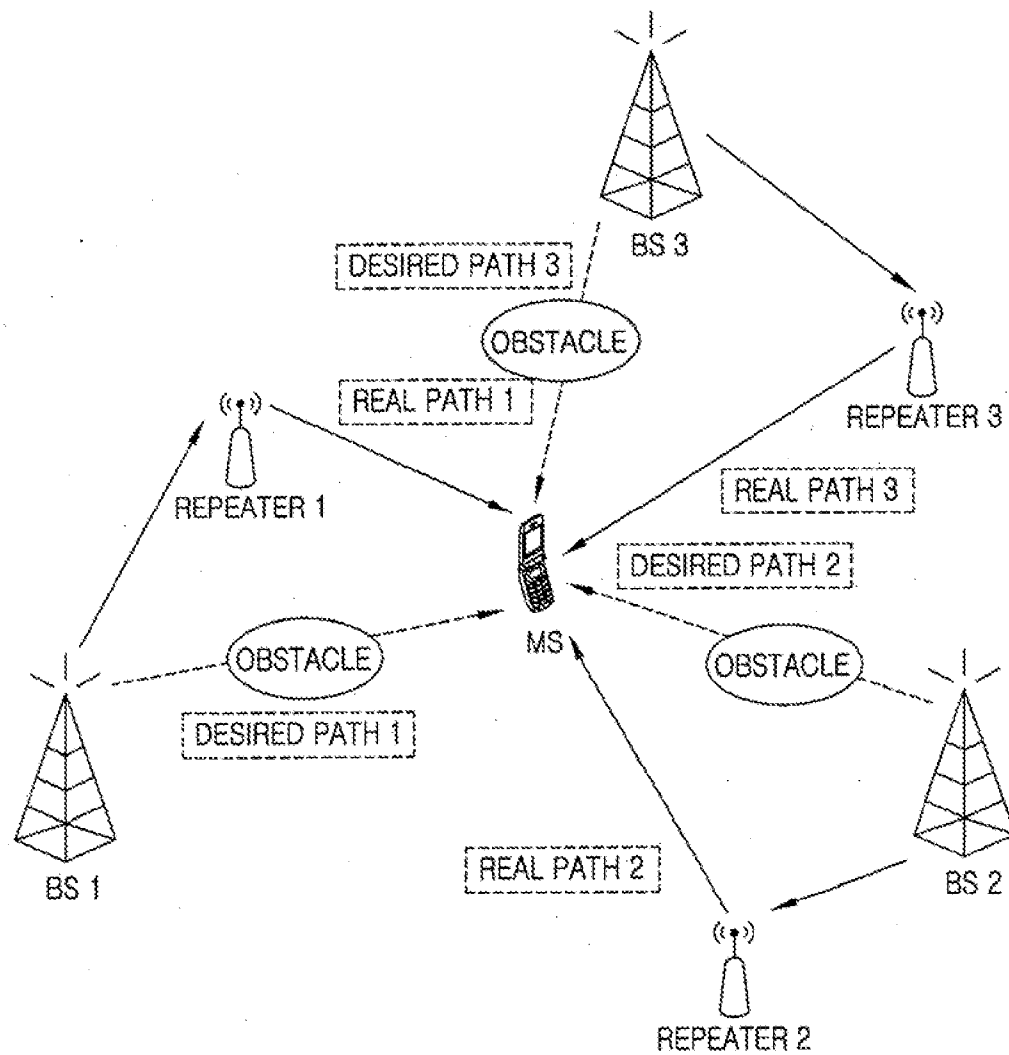 BS 3
DESIRED PATH 3
OBSTACLE
REAL PATH 1
REPEATER 3
REPEATER 1
REAL PATH 3
DESIRED PATH 2
MS
OBSTACLE
OBSTACLE
DESIRED PATH 1
REAL PATH 2
BS 1
BS 2
REPEATER 2